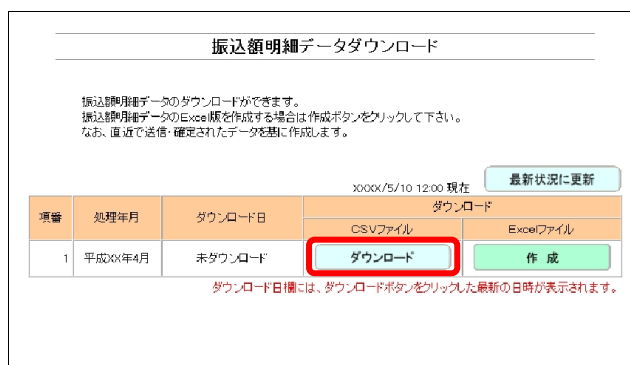 振込額明細データダウンロード
振込額明細データのダウンロードができます。
振込額明細データのExcel版を作成する場合は作成ボタンをクリックして下さい。
なお、直近で送信・確定されたデータを基に作成します。
XXXX/5/10 12:00 現在 最新状況に更新
項番 処理年月 ダウンロード日 ダウンロード
CSVファイル Excelファイル
1 平成XX年4月 未ダウンロード ダウンロード 作 成
ダウンロード日欄には、ダウンロードボタンをクリックした最新の日時が表示されます。